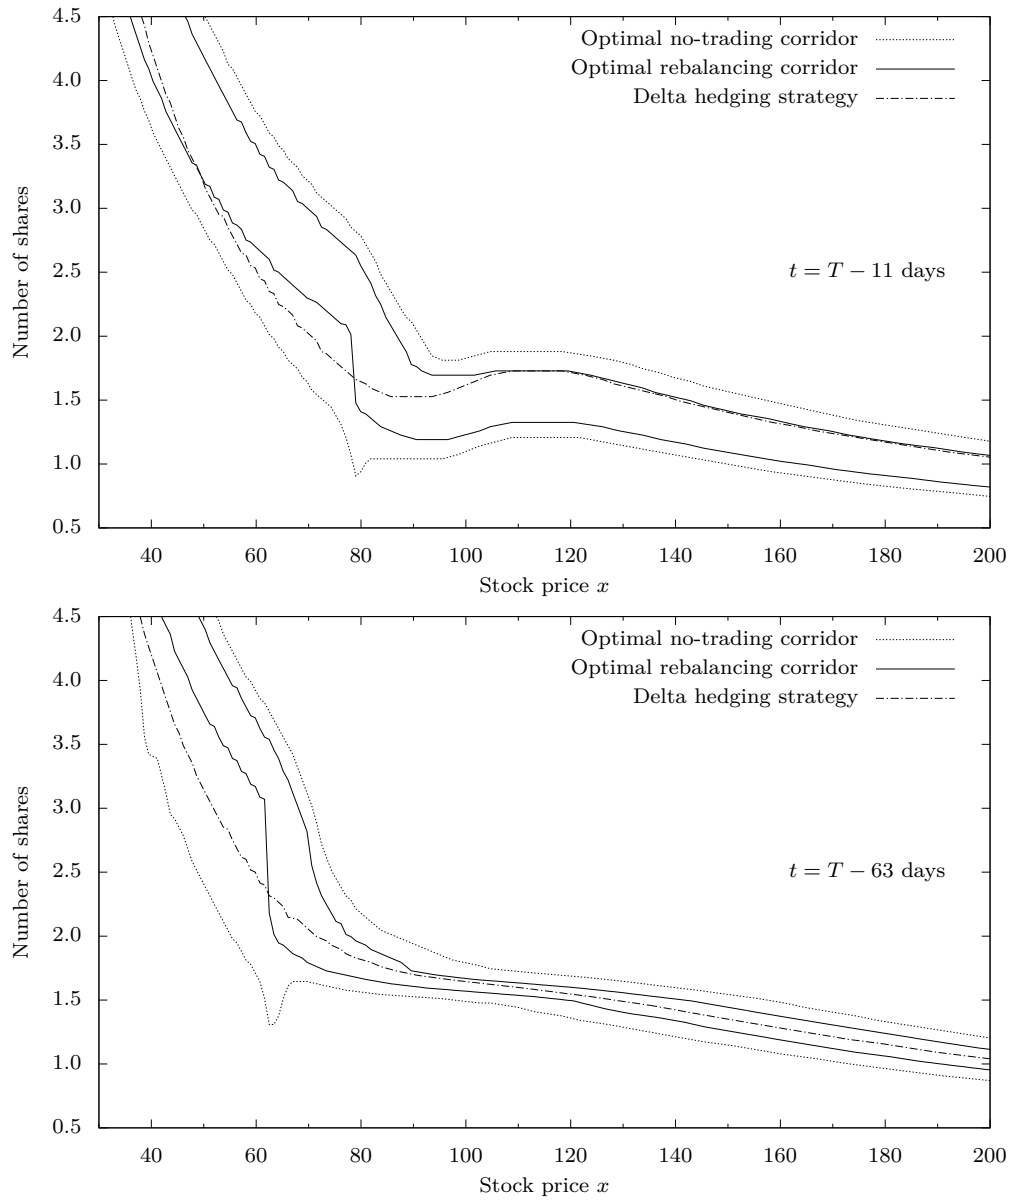 4.5
4.0
3.5
3.0
2.5
2.0
1.5
1.0
0.5
Number of shares
Optimal no-trading corridor
Optimal rebalancing corridor
Delta hedging strategy
t = T − 11 days
40 60 80 100 120 140 160 180 200
Stock price x
4.5
4.0
3.5
3.0
2.5
2.0
1.5
1.0
0.5
Number of shares
Optimal no-trading corridor
Optimal rebalancing corridor
Delta hedging strategy
t = T − 63 days
40 60 80 100 120 140 160 180 200
Stock price x